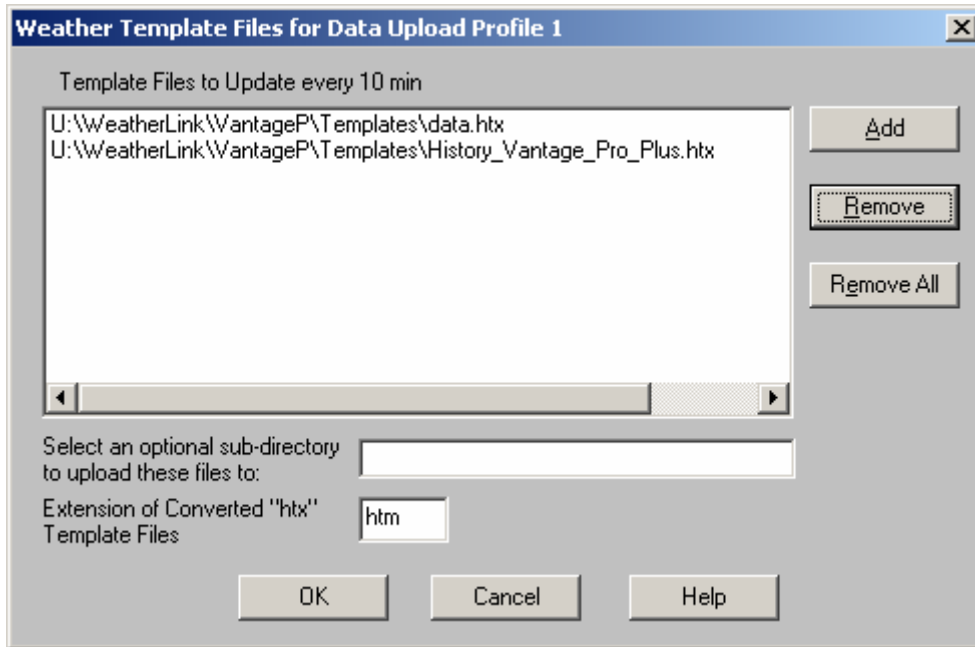 Weather Template Files for Data Upload Profile 1
Template Files to Update every 10 min
U:\WeatherLink\VantageP\Templates\data.htx
U:\WeatherLink\VantageP\Templates\History_Vantage_Pro_Plus.htx
Add
Remove
Remove All
Select an optional sub-directory
to upload these files to:
Extension of Converted "htx"
Template Files
htm
OK
Cancel
Help